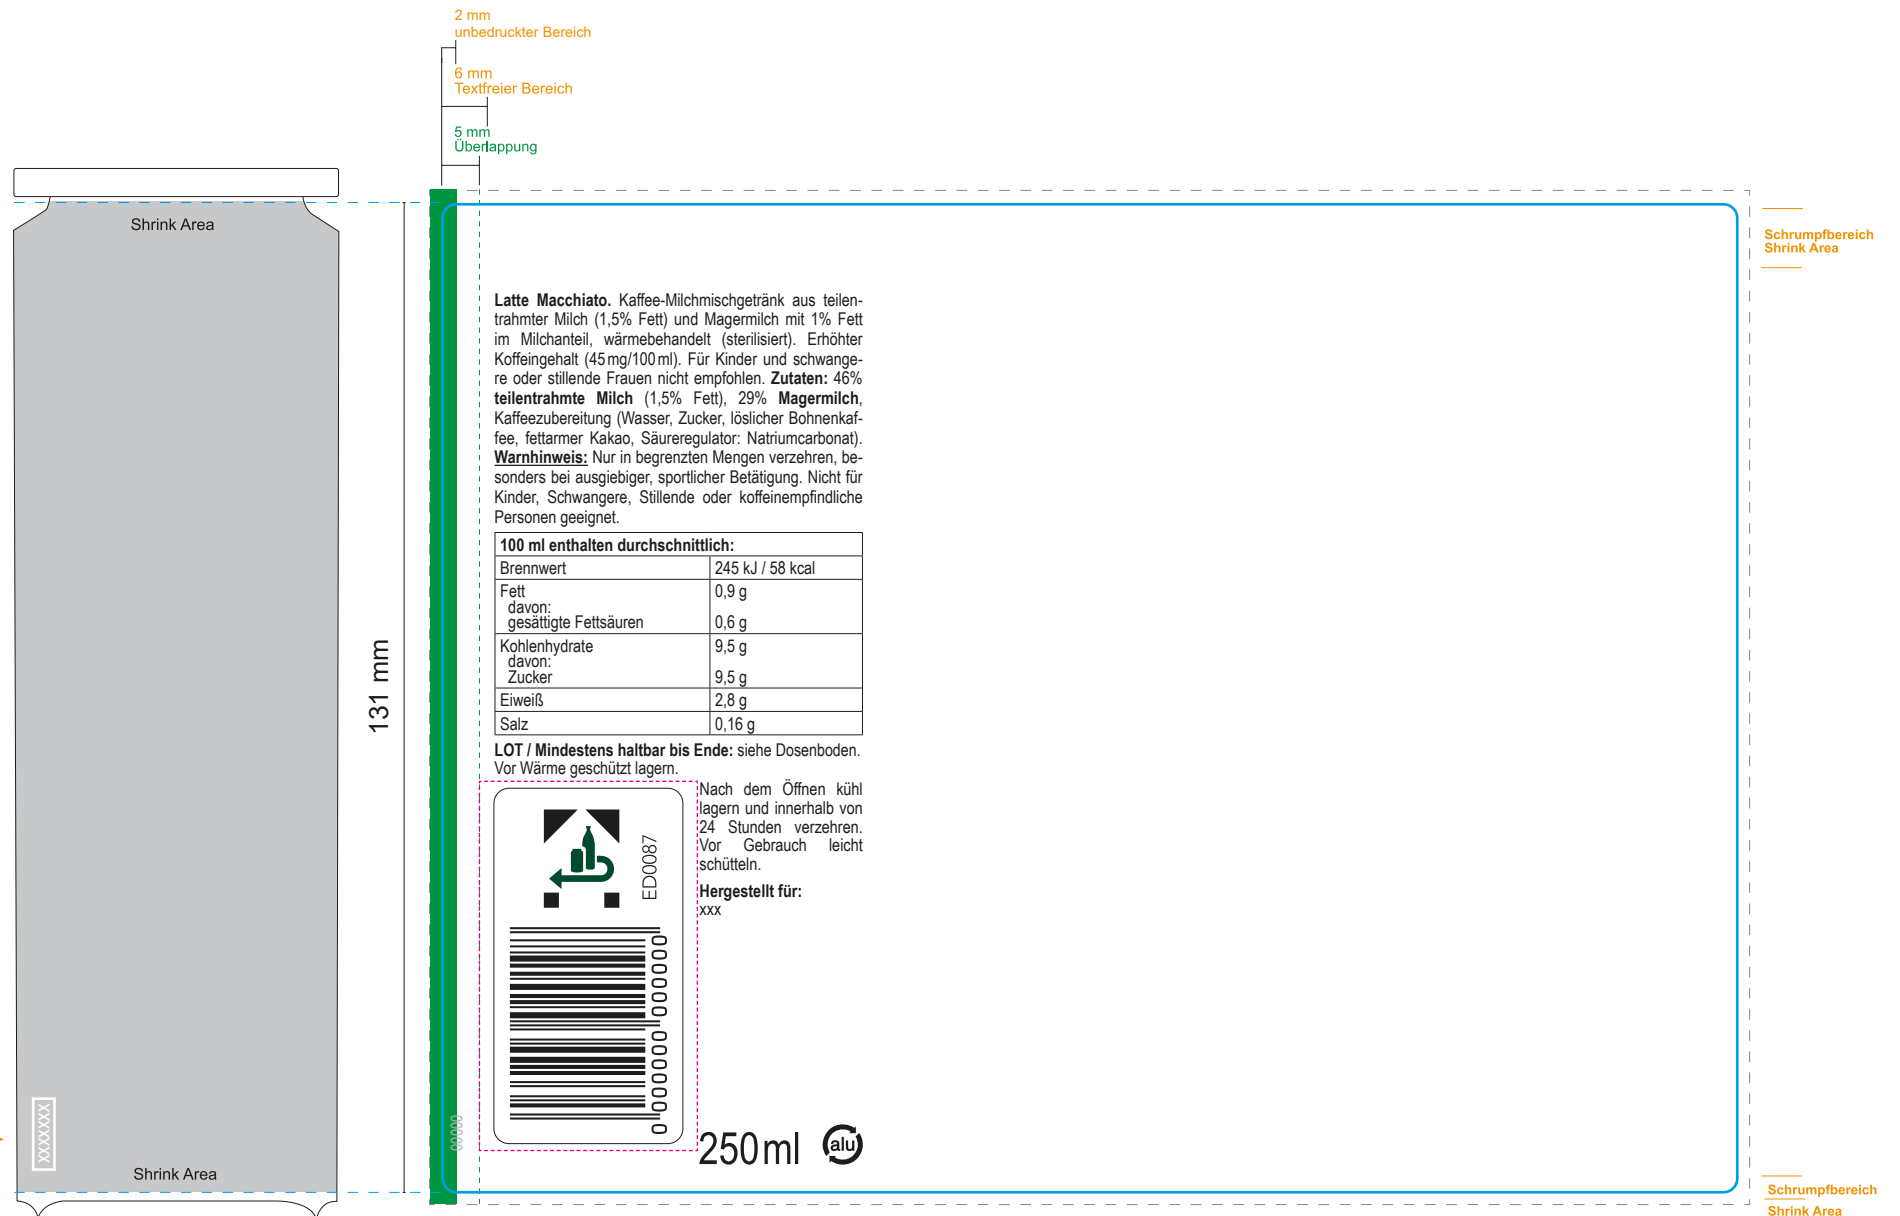 2 mm
unbedruckter Bereich
6 mm
Textfreier Bereich
5 mm
Überlappung
Shrink Area
Schrumpfbereich
Shrink Area
131 mm
Latte Macchiato. Kaffee-Milchmischgetränk aus teilen-
trahmter Milch (1,5% Fett) und Magermilch mit 1% Fett
im Milchanteil, wärmebehandelt (sterilisiert). Erhöhter
Koffeingehalt (45 mg/100 ml). Für Kinder und schwange-
re oder stillende Frauen nicht empfohlen. Zutaten: 46%
teilentrahmte Milch (1,5% Fett), 29% Magermilch,
Kaffeezubereitung (Wasser, Zucker, löslicher Bohnenkaf-
fee, fettarmer Kakao, Säureregulator: Natriumcarbonat).
Warnhinweis: Nur in begrenzten Mengen verzehren, be-
sonders bei ausgiebiger, sportlicher Betätigung. Nicht für
Kinder, Schwangere, Stillende oder koffeinempfindliche
Personen geeignet.
100 ml enthalten durchschnittlich:
Brennwert 245 kJ / 58 kcal
Fett 0,9 g
davon:
gesättigte Fettsäuren 0,6 g
Kohlenhydrate 9,5 g
davon:
Zucker 9,5 g
Eiweiß 2,8 g
Salz 0,16 g
LOT / Mindestens haltbar bis Ende: siehe Dosenboden.
Vor Wärme geschützt lagern.
Nach dem Öffnen kühl
lagern und innerhalb von
24 Stunden verzehren.
Vor Gebrauch leicht
schütteln.
Hergestellt für:
xxx
ED0087
0 000000 000000
250 ml
alu
00000
XXXXXXX
Shrink Area
Schrumpfbereich
Shrink Area